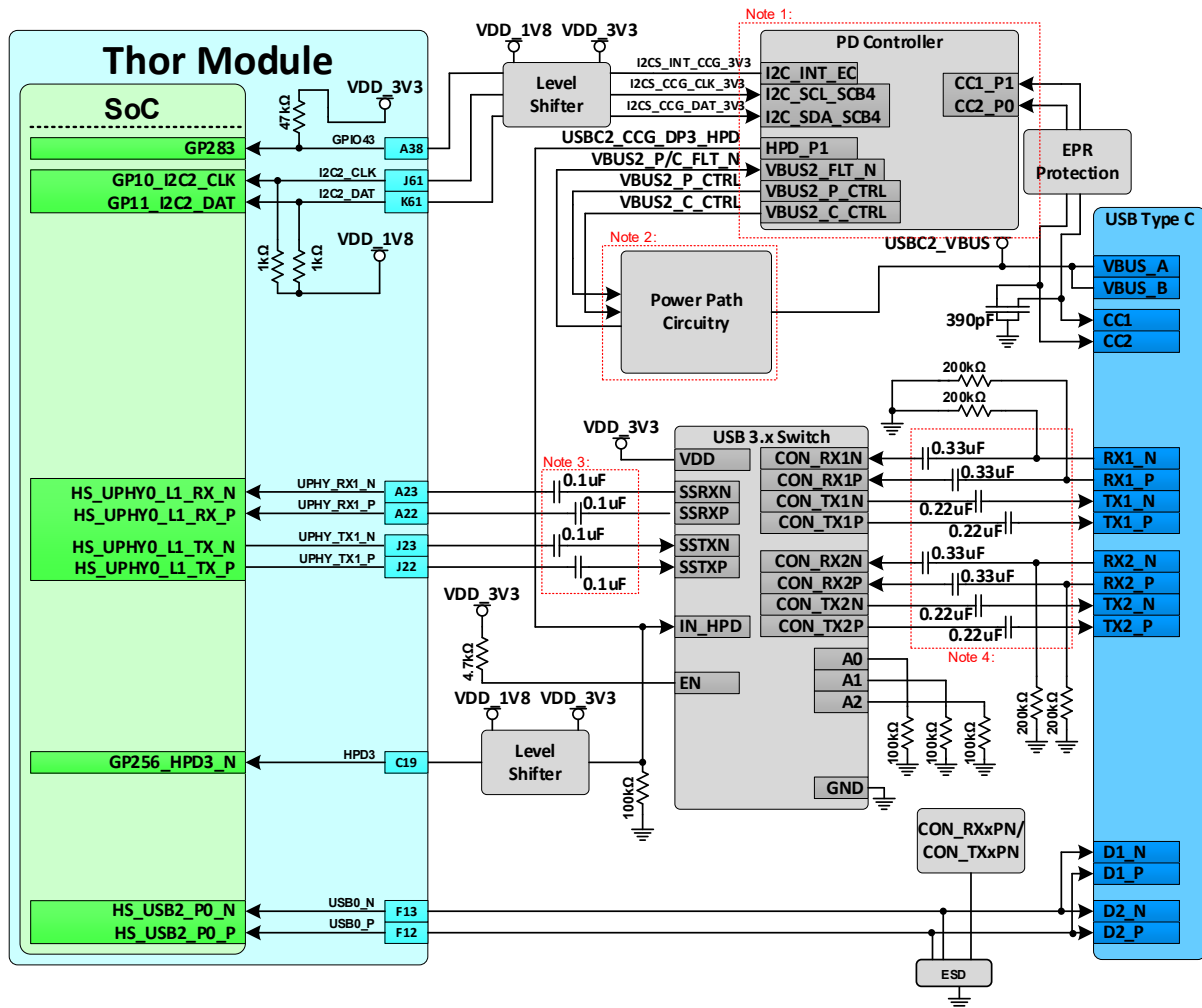 Note 1:
VDD_1V8
VDD_3V3
Thor Module
SoC
VDD_3V3
47kΩ
GPIO43
A38
GP283
I2C2_CLK
J61
GP10_I2C2_CLK
I2C2_DAT
K61
GP11_I2C2_DAT
VDD_1V8
1kΩ
1kΩ
Level
Shifter
I2CS_INT_CCG_3V3
I2CS_CCG_CLK_3V3
I2CS_CCG_DAT_3V3
USBC2_CCG_DP3_HPD
VBUS2_P/C_FLT_N
VBUS2_P_CTRL
VBUS2_C_CTRL
PD Controller
I2C_INT_EC
I2C_SCL_SCB4
I2C_SDA_SCB4
HPD_P1
VBUS2_FLT_N
VBUS2_P_CTRL
VBUS2_C_CTRL
CC1_P1
CC2_P0
EPR
Protection
USB Type C
USBC2_VBUS
VBUS_A
VBUS_B
390pF
CC1
CC2
Note 2:
Power Path
Circuitry
200kΩ
200kΩ
VDD_3V3
USB 3.x Switch
VDD
Note 3:
0.1uF
0.1uF
0.1uF
0.1uF
HS_UPHY0_L1_RX_N
HS_UPHY0_L1_RX_P
HS_UPHY0_L1_TX_N
HS_UPHY0_L1_TX_P
UPHY_RX1_N
UPHY_RX1_P
UPHY_TX1_N
UPHY_TX1_P
A23
A22
J23
J22
SSRXN
SSRXP
SSTXN
SSTXP
CON_RX1N
CON_RX1P
CON_TX1N
CON_TX1P
CON_RX2N
CON_RX2P
CON_TX2N
CON_TX2P
0.33uF
0.33uF
0.22uF
0.22uF
0.33uF
0.33uF
0.22uF
0.22uF
Note 4:
RX1_N
RX1_P
TX1_N
TX1_P
RX2_N
RX2_P
TX2_N
TX2_P
VDD_3V3
4.7kΩ
IN_HPD
EN
A0
A1
A2
100kΩ
100kΩ
100kΩ
200kΩ
200kΩ
VDD_1V8
VDD_3V3
Level
Shifter
GP256_HPD3_N
HPD3
C19
100kΩ
GND
CON_RXxPN/
CON_TXxPN
D1_N
D1_P
HS_USB2_P0_N
HS_USB2_P0_P
USB0_N
USB0_P
F13
F12
D2_N
D2_P
ESD